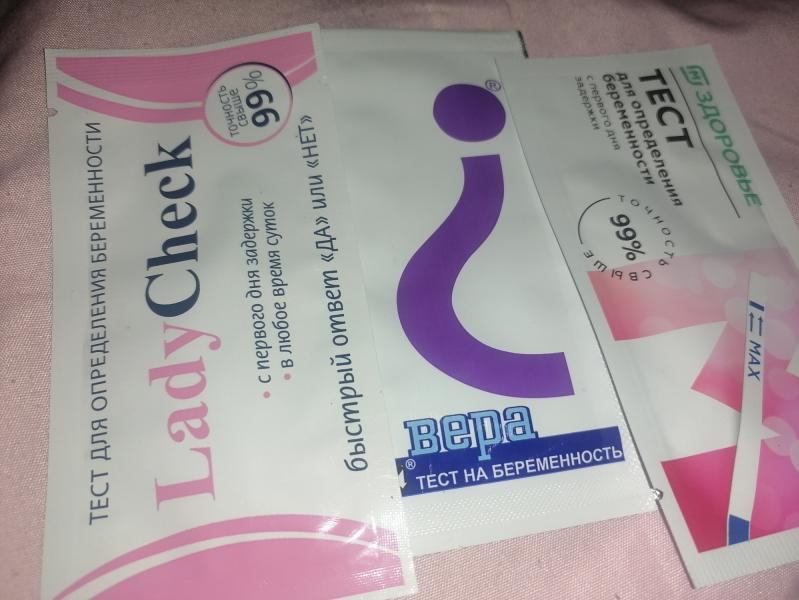 ТЕСТ ДЛЯ ОПРЕДЕЛЕНИЯ БЕРЕМЕННОСТИ
LadyCheck
ТОЧНОСТЬ
СВЫШЕ
99%
• с первого дня задержки
• в любое время суток
быстрый ответ «ДА» или «НЕТ»
®
вера
®
ТЕСТ НА БЕРЕМЕННОСТЬ
ЗДОРОВЬЕ
ТЕСТ
для определения
беременности
с первого дня
задержки
точность
99%
свыше
MAX